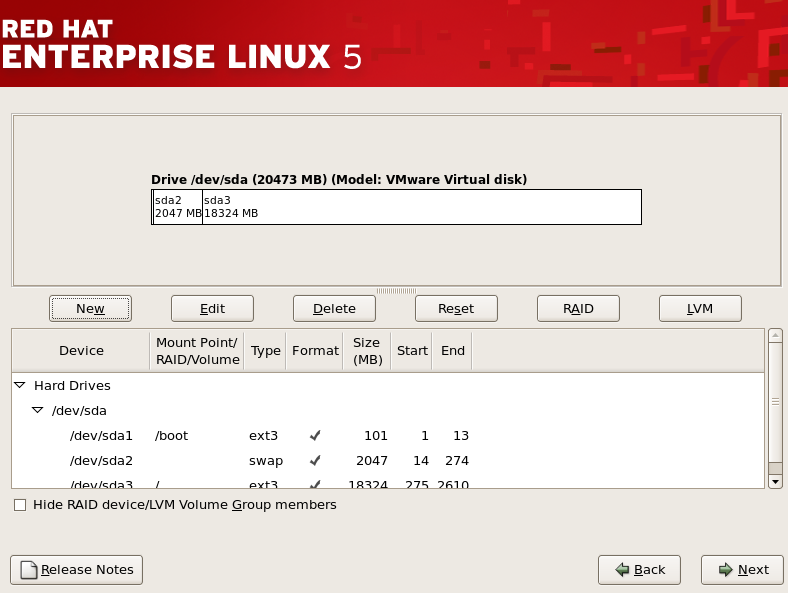 RED HAT
ENTERPRISE LINUX 5
Drive /dev/sda (20473 MB) (Model: VMware Virtual disk)
sda2 sda3
2047 MB 18324 MB
New Edit Delete Reset RAID LVM
Device Mount Point/ RAID/Volume Type Format Size (MB) Start End
Hard Drives
/dev/sda
/dev/sda1 /boot ext3 101 1 13
/dev/sda2 swap 2047 14 274
/dev/sda3 / ext3 18324 275 2610
Hide RAID device/LVM Volume Group members
Release Notes Back Next